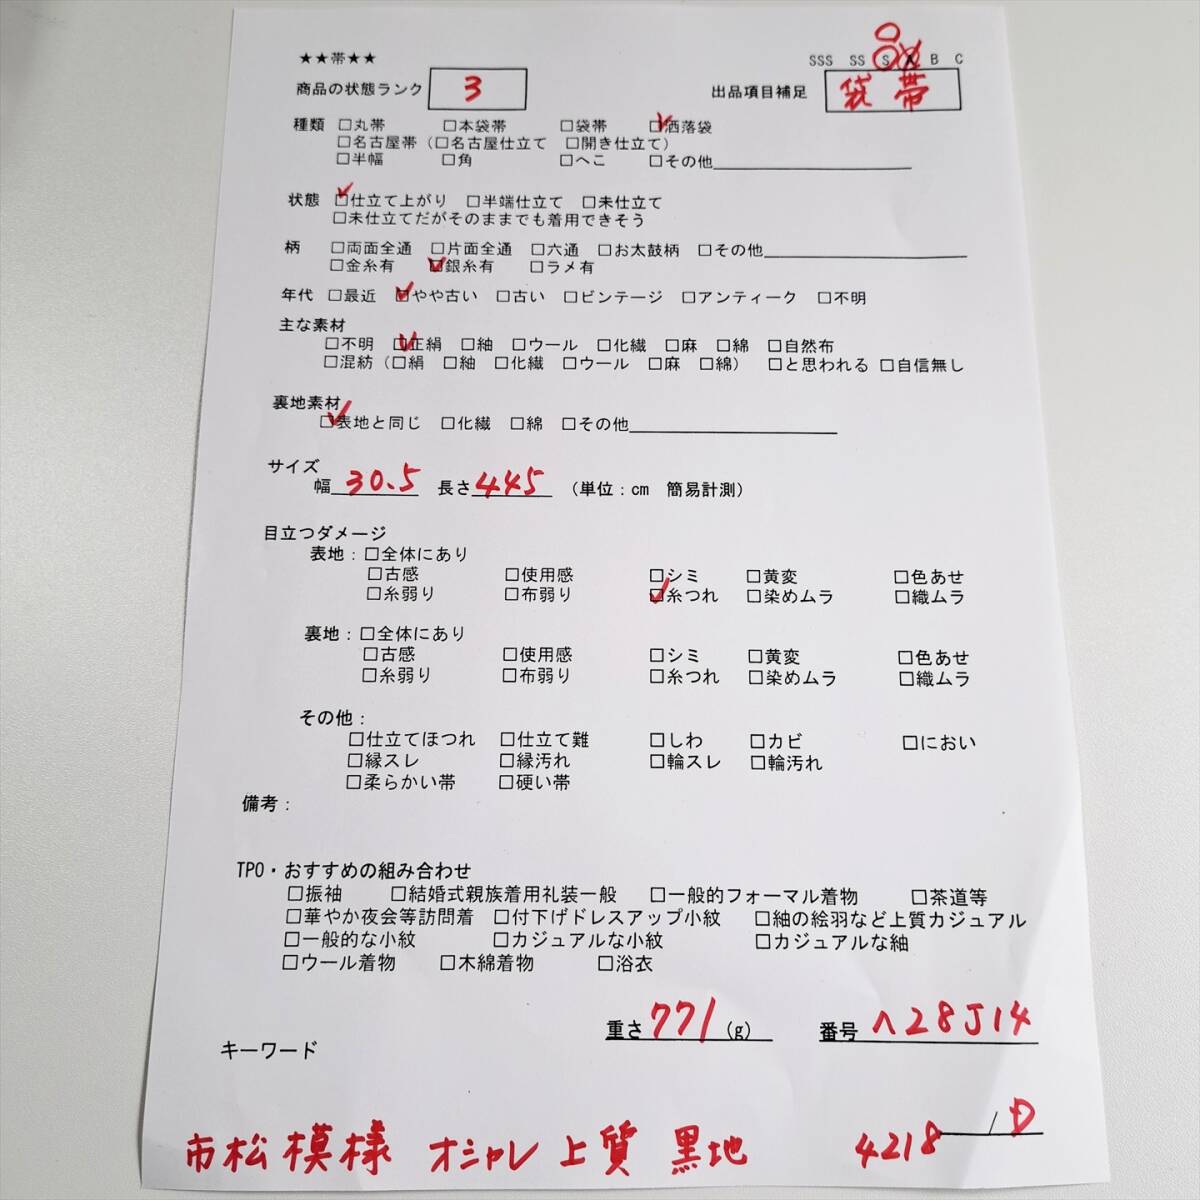 ★★帯★★
SSS SS S A B C
商品の状態ランク 3 出品項目補足 袋帯
種類 □丸帯 □本袋帯 □袋帯 ☑洒落袋
□名古屋帯（□名古屋仕立て □開き仕立て）
□半幅 □角 □へこ □その他
状態 ☑仕立て上がり □半端仕立て □未仕立て
□未仕立てだがそのままでも着用できそう
柄 □両面全通 □片面全通 □六通 □お太鼓柄 □その他
□金糸有 ☑銀糸有 □ラメ有
年代 □最近 ☑やや古い □古い □ビンテージ □アンティーク □不明
主な素材
□不明 ☑正絹 □紬 □ウール □化繊 □麻 □綿 □自然布
□混紡（□絹 □紬 □化繊 □ウール □麻 □綿） □と思われる □自信無し
裏地素材
☑表地と同じ □化繊 □綿 □その他
サイズ
幅 30.5 長さ 445 （単位：cm 簡易計測）
目立つダメージ
表地：□全体にあり
□古感 □使用感 □シミ □黄変 □色あせ
□糸弱り □布弱り ☑糸つれ □染めムラ □織ムラ
裏地：□全体にあり
□古感 □使用感 □シミ □黄変 □色あせ
□糸弱り □布弱り □糸つれ □染めムラ □織ムラ
その他：
□仕立てほつれ □仕立て難 □しわ □カビ □におい
□縁スレ □縁汚れ □輪スレ □輪汚れ
□柔らかい帯 □硬い帯
備考：
TPO・おすすめの組み合わせ
□振袖 □結婚式親族着用礼装一般 □一般的フォーマル着物 □茶道等
□華やか夜会等訪問着 □付下げドレスアップ小紋 □紬の絵羽など上質カジュアル
□一般的な小紋 □カジュアルな小紋 □カジュアルな紬
□ウール着物 □木綿着物 □浴衣
重さ 771 (g) 番号 ハ28J14
キーワード
市松模様 オシャレ 上質 黒地 4218 /